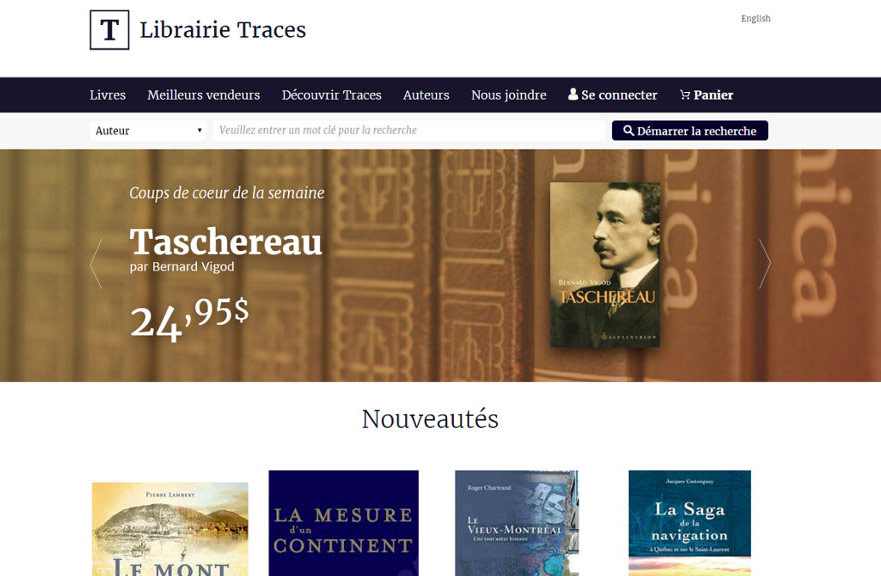 T
Librairie Traces
English
Livres
Meilleurs vendeurs
Découvrir Traces
Auteurs
Nous joindre
Se connecter
Panier
Auteur
Veuillez entrer un mot clé pour la recherche
Démarrer la recherche
Coups de coeur de la semaine
Taschereau
par Bernard Vigod
24,95$
nica
nica
BERNARD VIGOD
TASCHEREAU
SEPTENTRION
Nouveautés
PIERRE LAMBERT
LE MONT
LA MESURE
d'un
CONTINENT
Roger Chartrand
LE
VIEUX-MONTRÉAL
Une tout autre histoire
Jacques Castonguay
La Saga
de la
navigation
à Québec et sur le Saint-Laurent